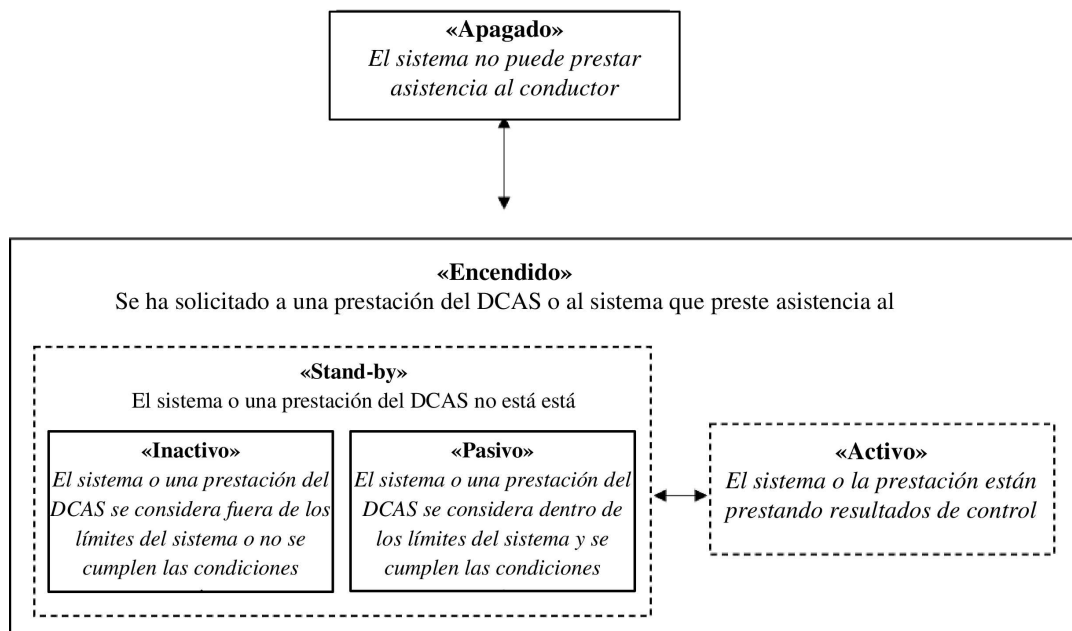 «Apagado»
El sistema no puede prestar
asistencia al conductor
«Encendido»
Se ha solicitado a una prestación del DCAS o al sistema que preste asistencia al
«Stand-by»
El sistema o una prestación del DCAS no está está
«Inactivo»
El sistema o una prestación del
DCAS se considera fuera de los
límites del sistema o no se
cumplen las condiciones
«Pasivo»
El sistema o una prestación del
DCAS se considera dentro de
los límites del sistema y se
cumplen las condiciones
«Activo»
El sistema o la prestación están
prestando resultados de control